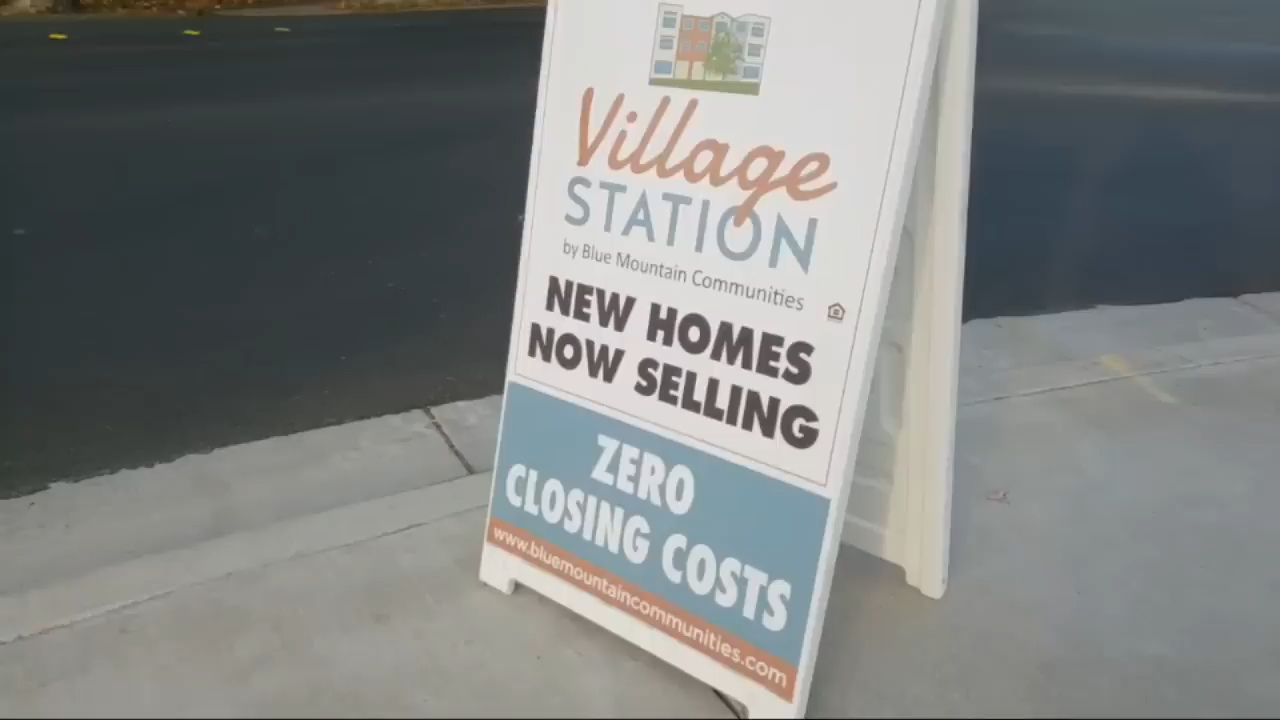 Village
STATION
by Blue Mountain Communities
NEW HOMES
NOW SELLING
ZERO
CLOSING COSTS
www.bluemountaincommunities.com